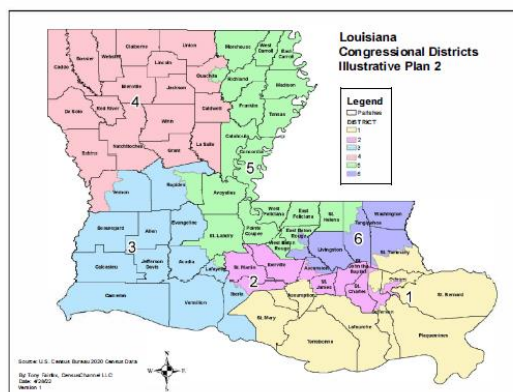 Louisiana
Congressional Districts
Illustrative Plan 2
Legend
Parishes
DISTRICT
1
2
3
4
5
6
Claiborne
Union
Morehouse
West
Carroll
East
Carroll
Caddo
Bossier
Webster
Lincoln
Ouachita
Richland
Madison
Bienville
Jackson
4
De Soto
Red River
Caldwell
Franklin
Tensas
Winn
Natchitoches
La Salle
Catahoula
Sabine
Grant
Concordia
5
Vernon
Rapides
Avoyelles
Beauregard
Allen
Evangeline
St. Landry
Pointe
Coupee
West
Feliciana
East
Feliciana
St.
Helena
Tangipahoa
Washington
East
Baton Rouge
West
Baton Rouge
Livingston
6
St. Tammany
3
Calcasieu
Jefferson
Davis
Acadia
Lafayette
St. Martin
Iberville
Ascension
St. John the
Baptist
2
St.
James
St.
Charles
Orleans
1
St. Bernard
Cameron
Vermilion
Iberia
Assumption
St. Mary
Jefferson
Lafourche
Terrebonne
Plaquemines
Source: U.S. Census Bureau 2020 Census Data
By: Tony Fairfax, CensusChannel LLC
Version 1
N
W
E
S